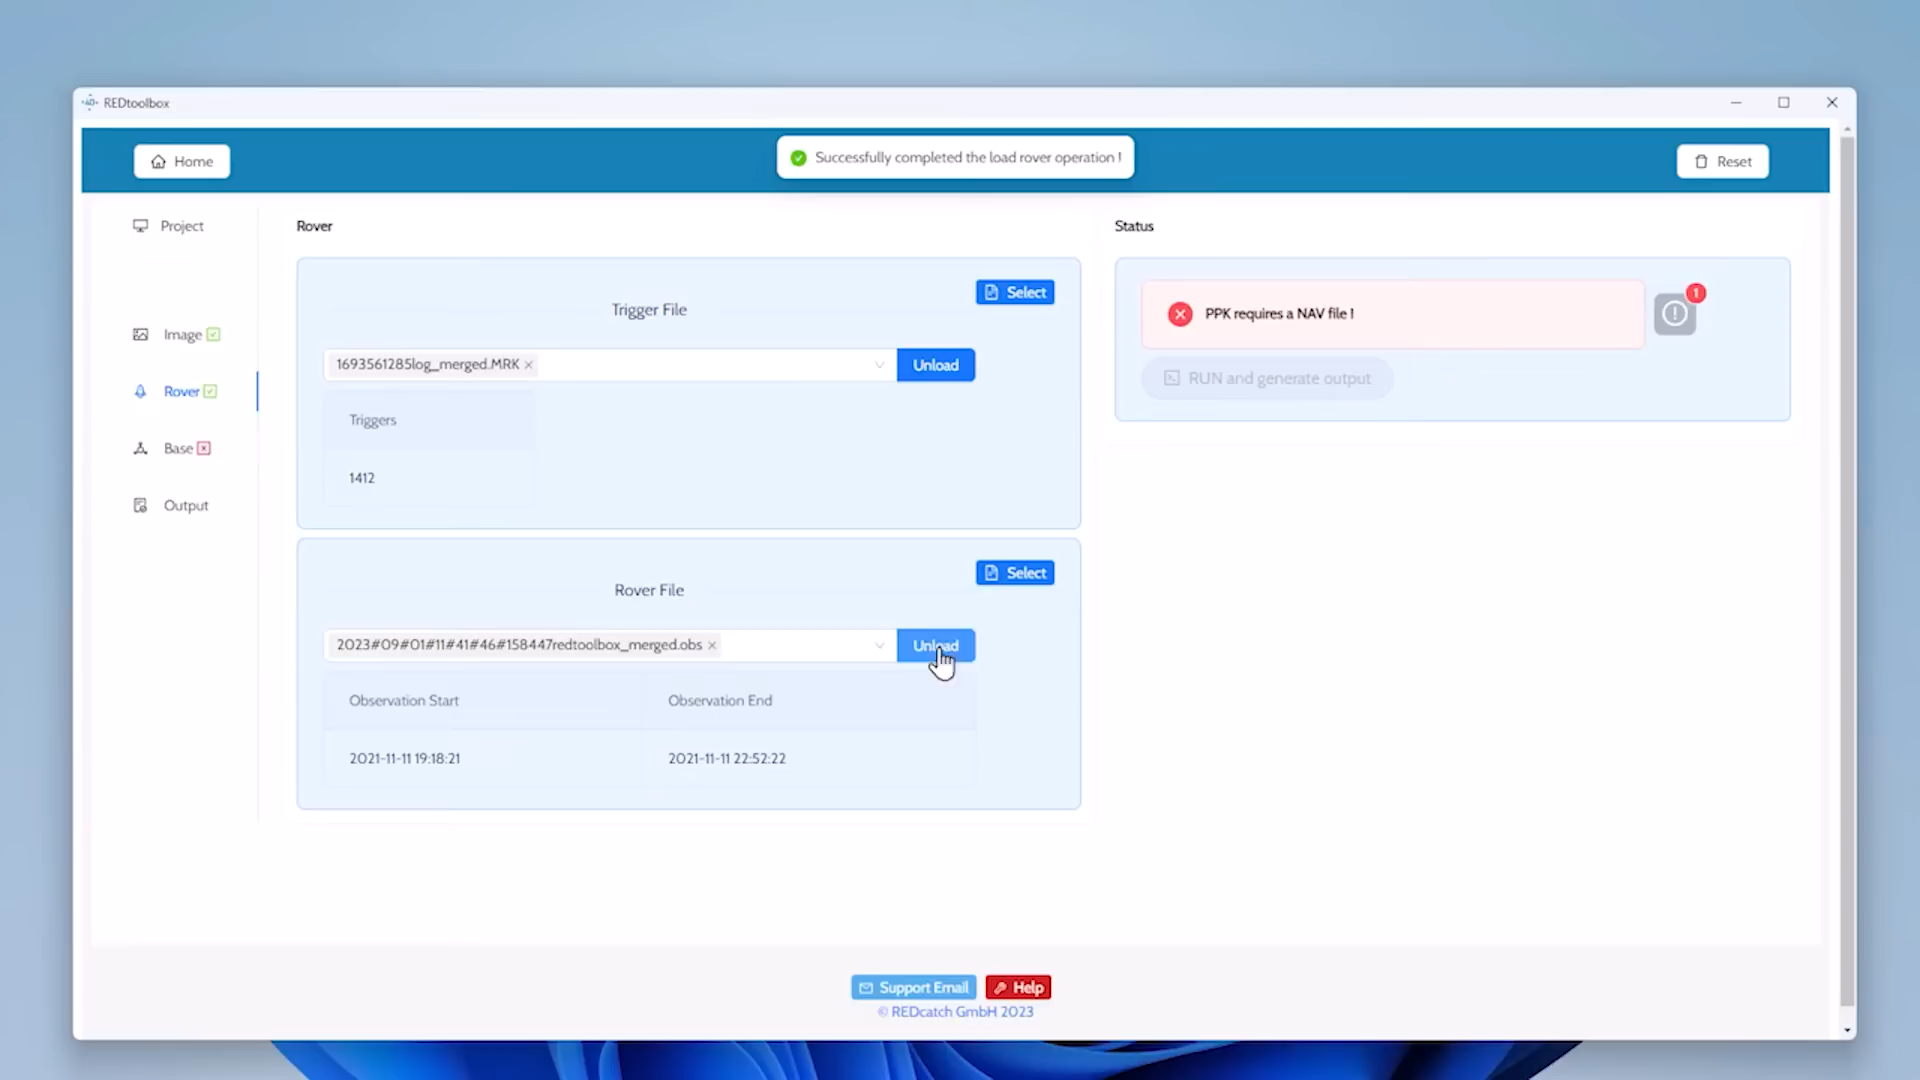 REDtoolbox
Home
Successfully completed the load rover operation !
Reset
Project
Image
Rover
Base
Output
Rover
Select
Trigger File
1693561285log_merged.MRK
Unload
Triggers
1412
Select
Rover File
2023#09#01#11#41#46#158447redtoolbox_merged.obs
Unload
Observation Start
Observation End
2021-11-11 19:18:21
2021-11-11 22:52:22
Status
PPK requires a NAV file !
1
RUN and generate output
Support Email
Help
© REDcatch GmbH 2023